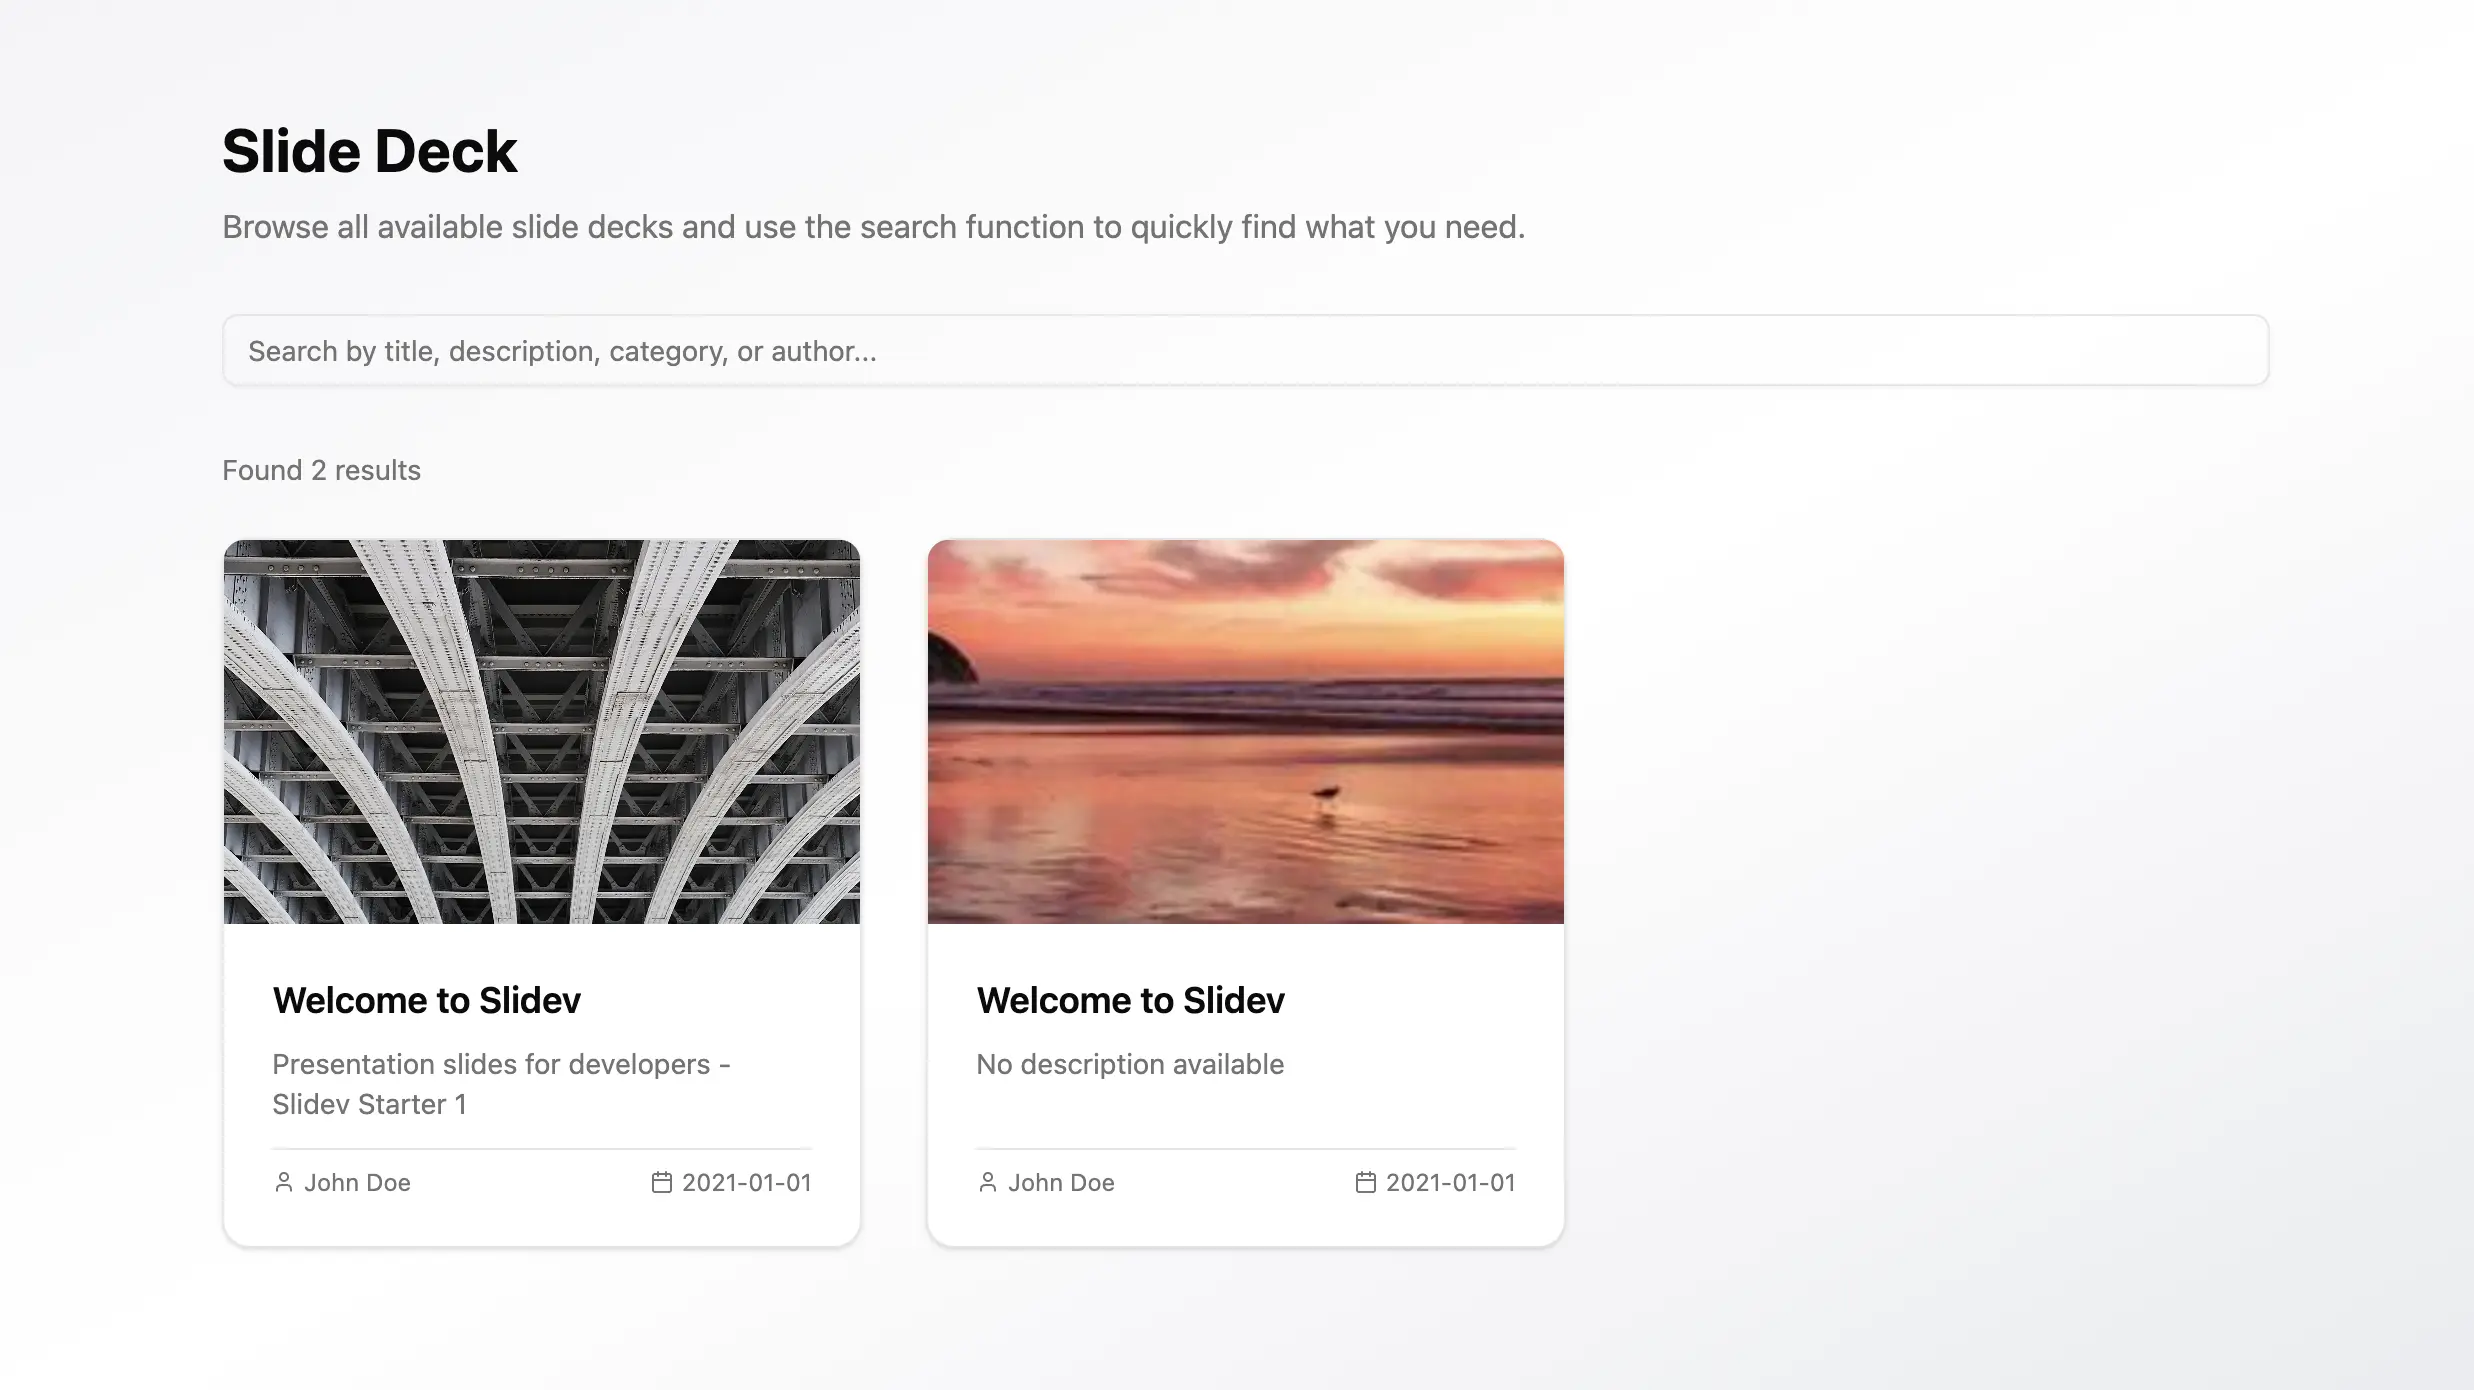 Slide Deck
Browse all available slide decks and use the search function to quickly find what you need.
Search by title, description, category, or author...
Found 2 results
Welcome to Slidev
Presentation slides for developers -
Slidev Starter 1
John Doe
2021-01-01
Welcome to Slidev
No description available
John Doe
2021-01-01